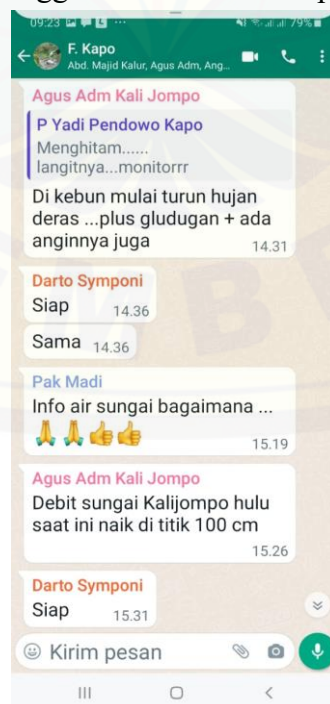 09:23
79%
F. Kapo
Abd. Majid Kalur, Agus Adm, Ang...
Agus Adm Kali Jompo
P Yadi Pendowo Kapo
Menghitam......
langitnya...monitorrr
Di kebun mulai turun hujan
deras ...plus gludugan + ada
anginnya juga
14.31
Darto Symponi
Siap 14.36
Sama 14.36
Pak Madi
Info air sungai bagaimana ...
🙏🙏👍👍
15.19
Agus Adm Kali Jompo
Debit sungai Kalijompo hulu
saat ini naik di titik 100 cm
15.26
Darto Symponi
Siap 15.31
Kirim pesan